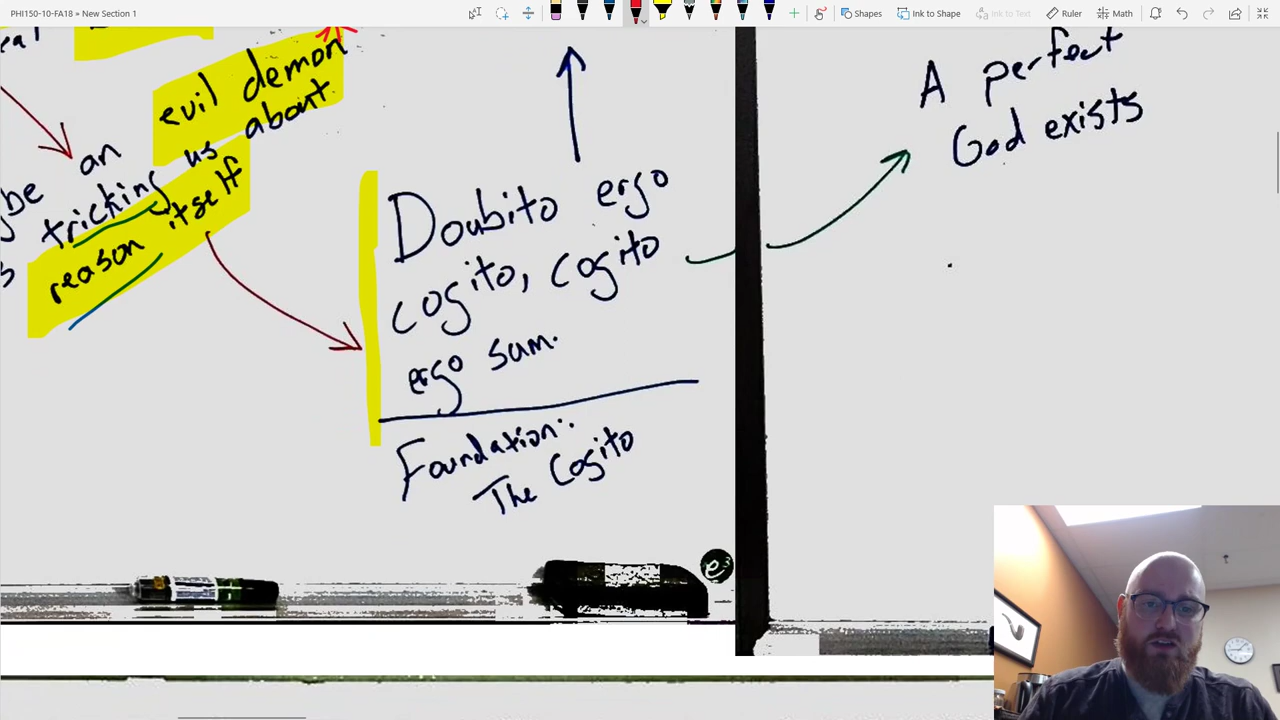 PHI150-10-FA18 » New Section 1
Shapes
Ink to Shape
Ink to Text
Ruler
Math
evil demon
be an
tricking us about
reason itself
Doubito ergo
cogito, cogito
ergo sum.
Foundation:
The Cogito
A perfect
God exists